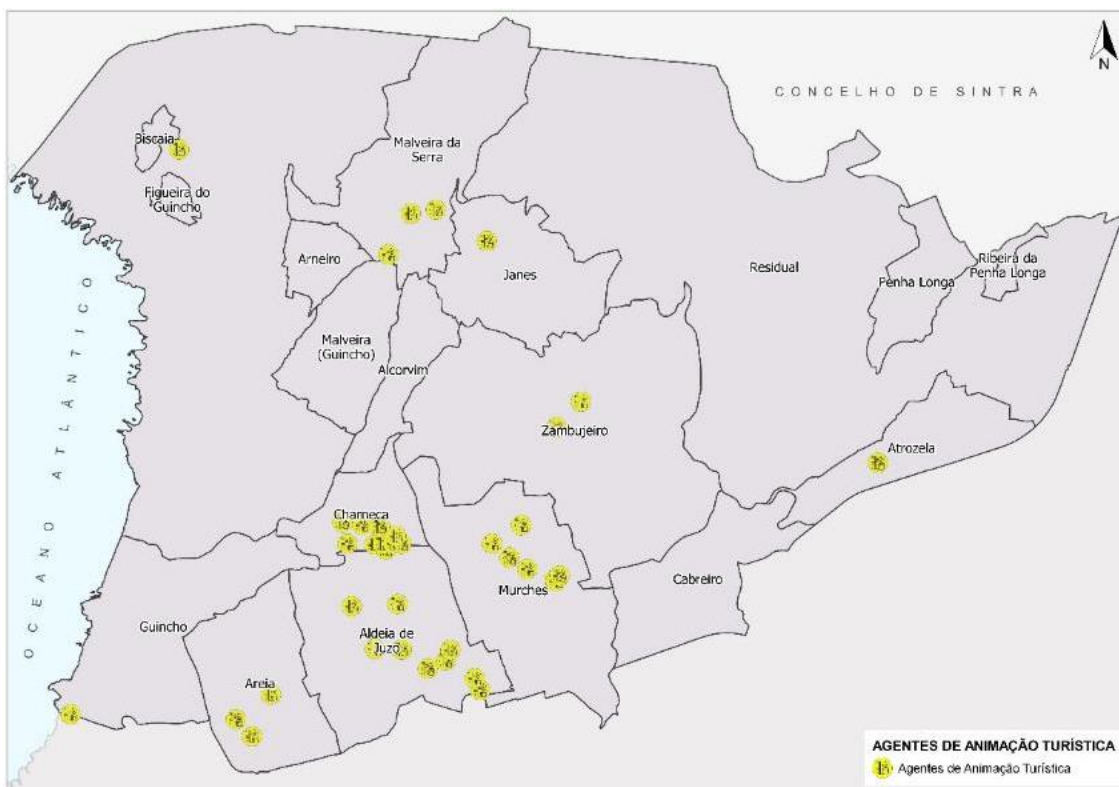 N
CONCELHO DE SINTRA
Biscaia
Malveira da
Serra
Figueira do
Guincho
Arneiro
Janes
Residual
Ribeira da
Penha Longa
Penha Longa
Malveira
(Guincho)
Alcorvim
OCEANO ATLÂNTICO
Zambujeiro
Atrozela
Charneca
Murches
Cabreiro
Guincho
Aldeia de
Juzo
Areia
AGENTES DE ANIMAÇÃO TURÍSTICA
Agentes de Animação Turística